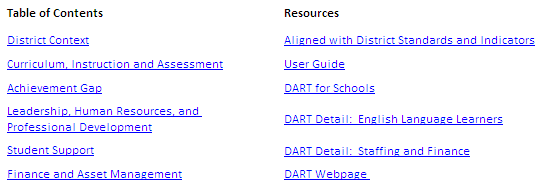 Table of Contents
District Context
Curriculum, Instruction and Assessment
Achievement Gap
Leadership, Human Resources, and
Professional Development
Student Support
Finance and Asset Management
Resources
Aligned with District Standards and Indicators
User Guide
DART for Schools
DART Detail: English Language Learners
DART Detail: Staffing and Finance
DART Webpage